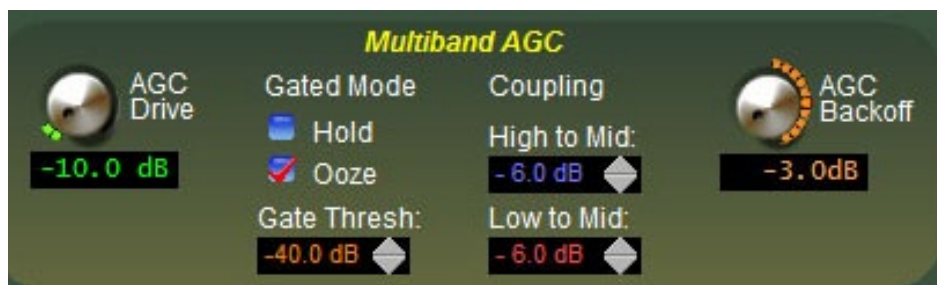 Multiband AGC
AGC
Drive
-10.0 dB
Gated Mode
Hold
Ooze
Gate Thresh:
-40.0 dB
Coupling
High to Mid:
- 6.0 dB
Low to Mid:
- 6.0 dB
AGC
Backoff
-3.0dB